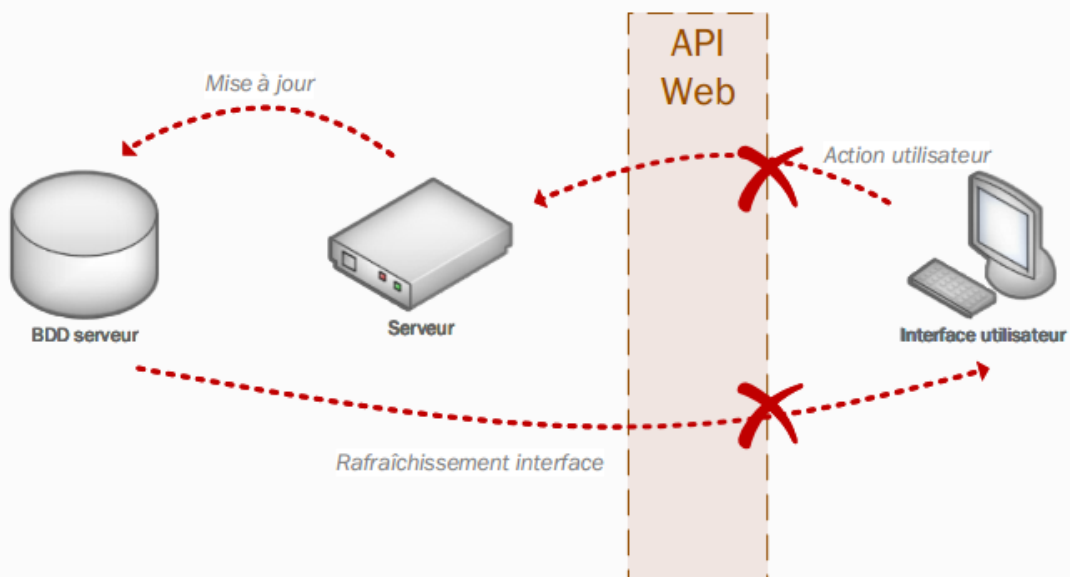 API
Web
Mise à jour
Action utilisateur
BDD serveur
Serveur
Interface utilisateur
Rafraîchissement interface